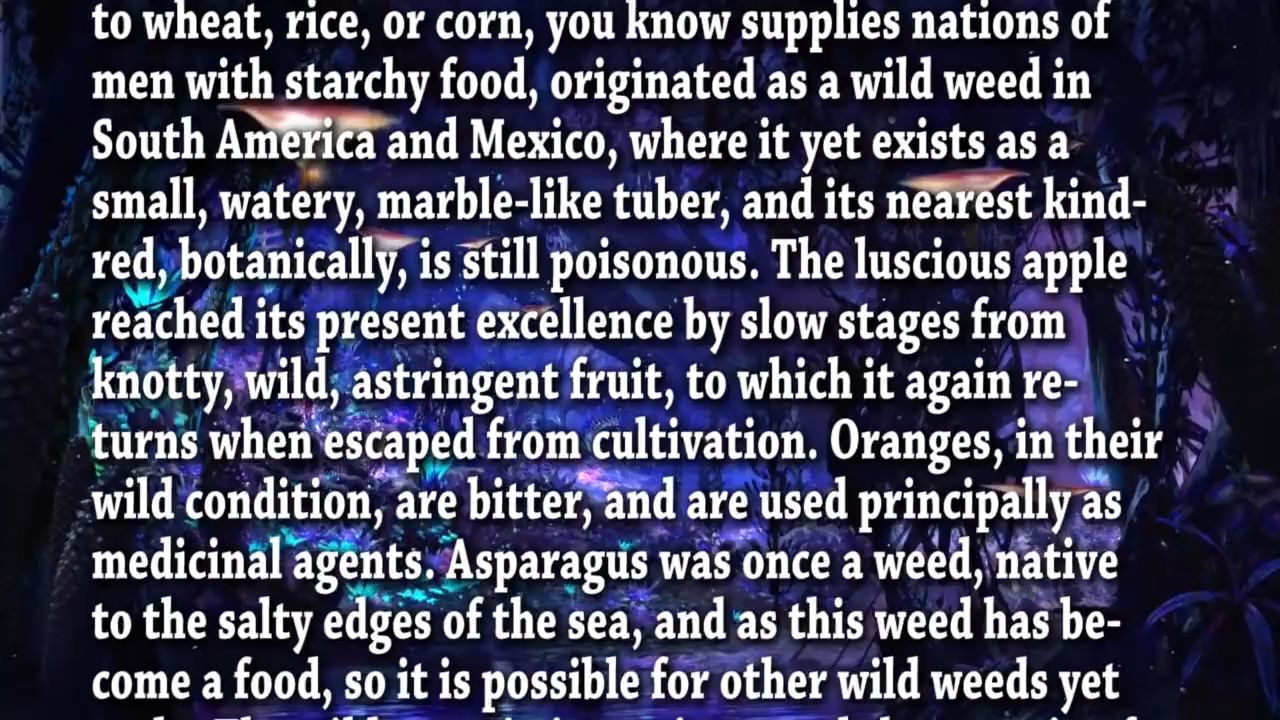 to wheat, rice, or corn, you know supplies nations of
men with starchy food, originated as a wild weed in
South America and Mexico, where it yet exists as a
small, watery, marble-like tuber, and its nearest kind-
red, botanically, is still poisonous. The luscious apple
reached its present excellence by slow stages from
knotty, wild, astringent fruit, to which it again re-
turns when escaped from cultivation. Oranges, in their
wild condition, are bitter, and are used principally as
medicinal agents. Asparagus was once a weed, native
to the salty edges of the sea, and as this weed has be-
come a food, so it is possible for other wild weeds yet